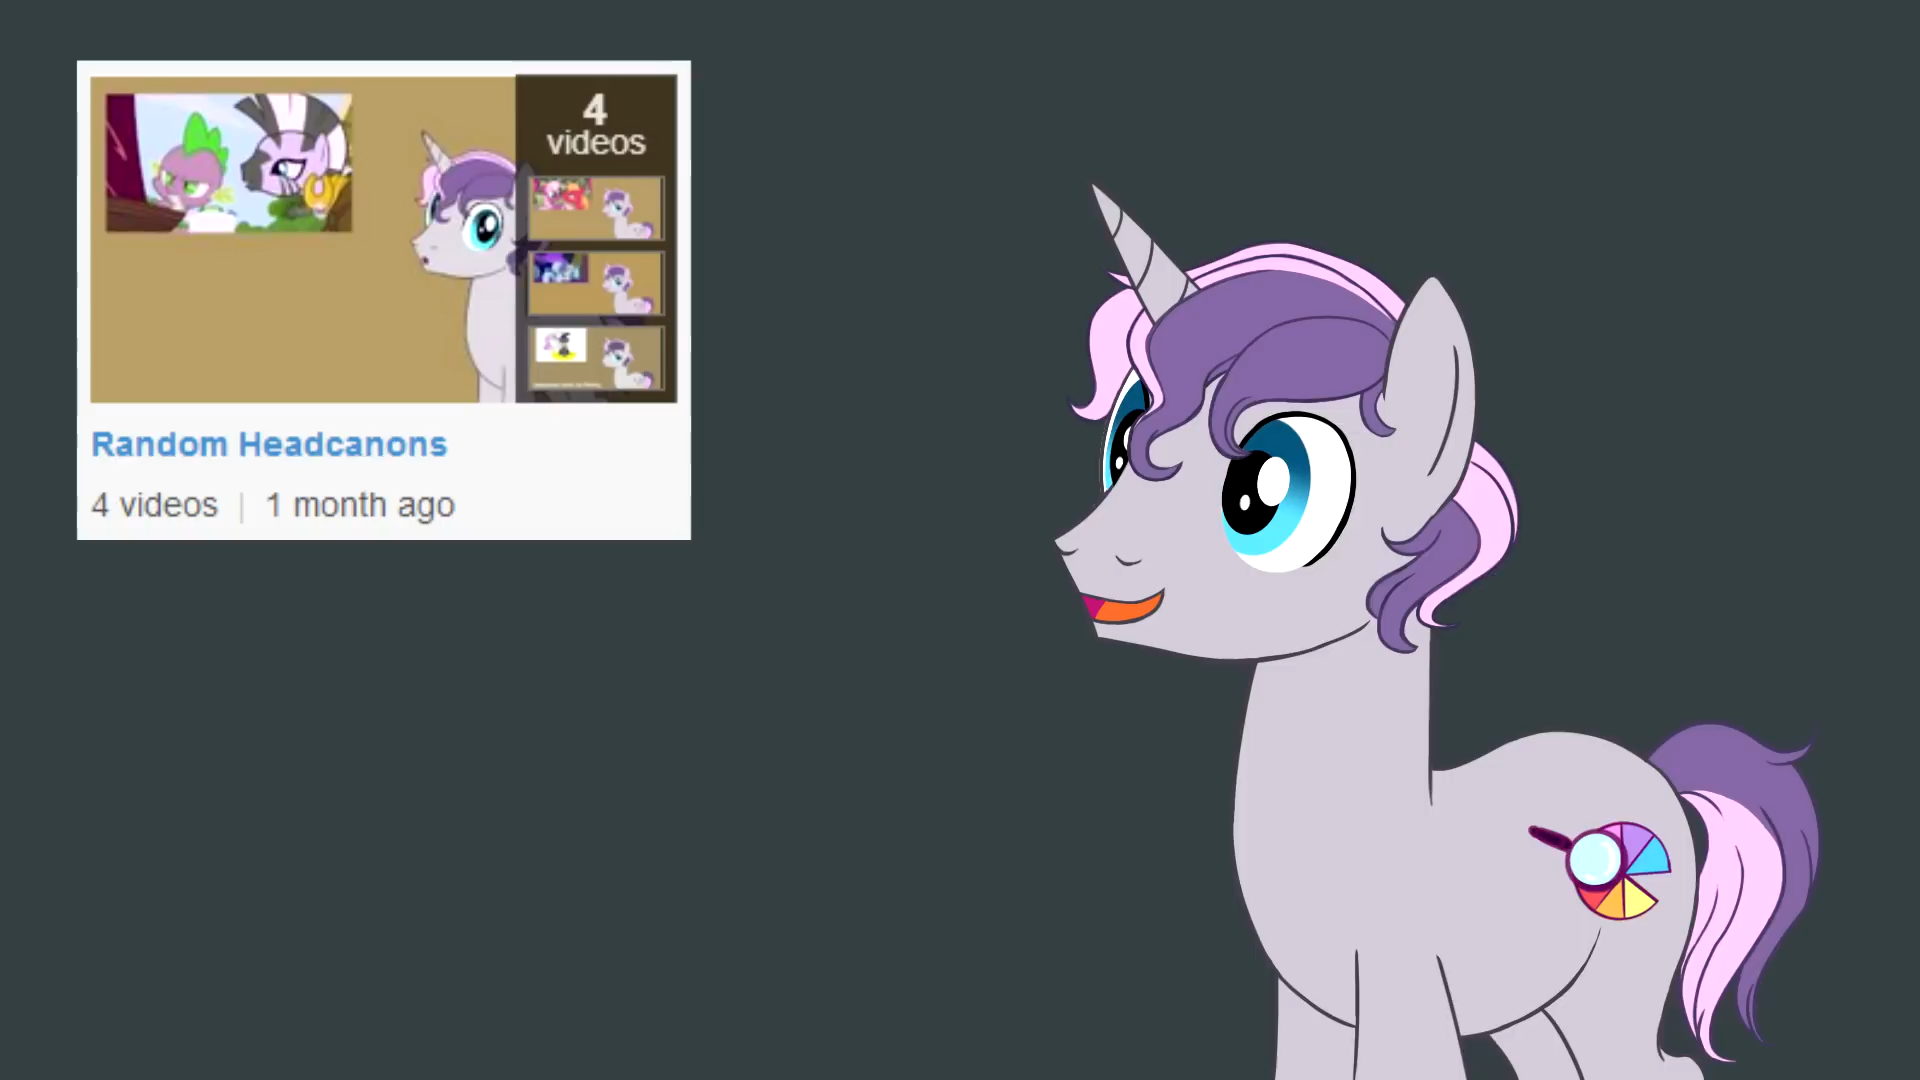 4
videos
Random Headcanons
4 videos | 1 month ago